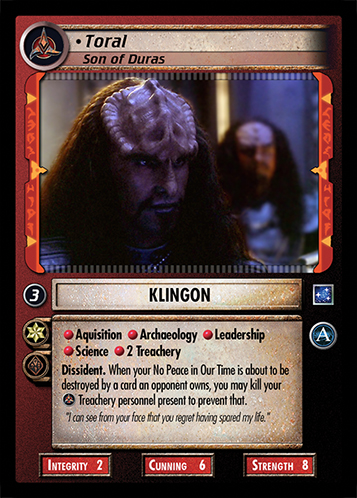 • Toral
Son of Duras
3
KLINGON
A
Aquisition Archaeology Leadership
Science 2 Treachery
Dissident. When your No Peace in Our Time is about to be
destroyed by a card an opponent owns, you may kill your
Treachery personnel present to prevent that.
"I can see from your face that you regret having spared my life."
INTEGRITY 2 CUNNING 6 STRENGTH 8